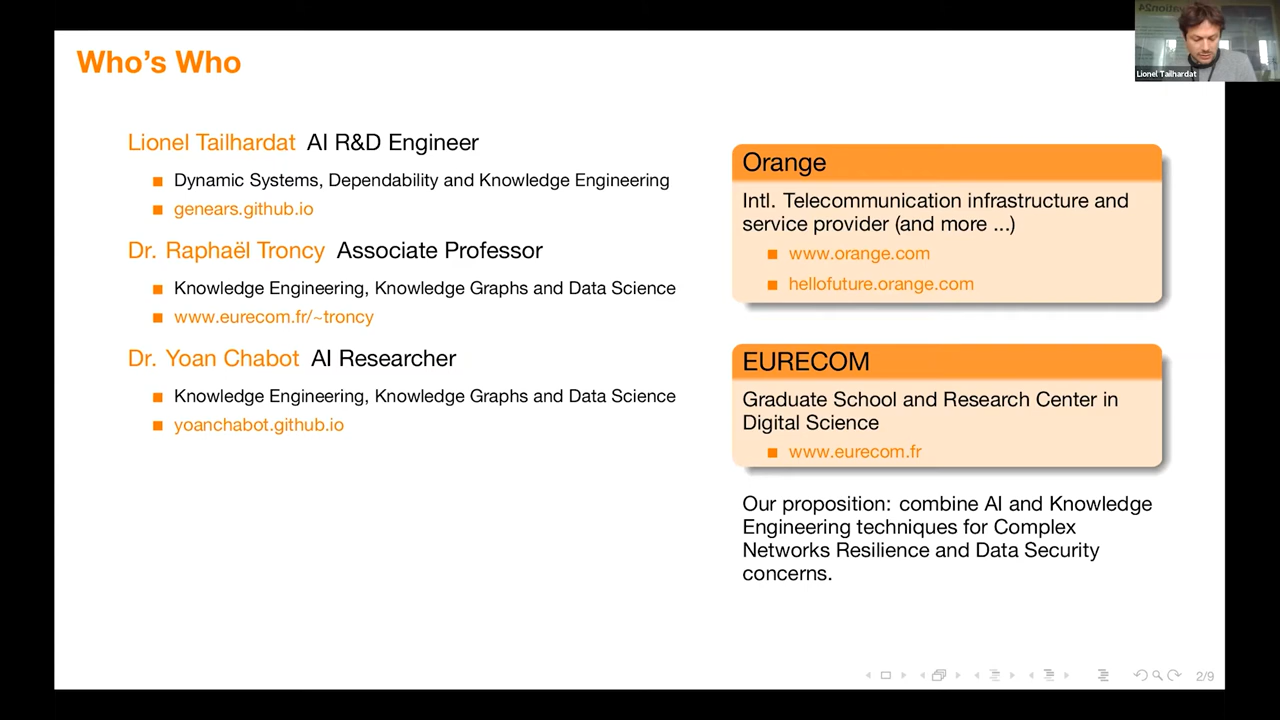 Who's Who
Lionel Tailhardat AI R&D Engineer
Dynamic Systems, Dependability and Knowledge Engineering
genears.github.io
Dr. Raphaël Troncy Associate Professor
Knowledge Engineering, Knowledge Graphs and Data Science
www.eurecom.fr/~troncy
Dr. Yoan Chabot AI Researcher
Knowledge Engineering, Knowledge Graphs and Data Science
yoanchabot.github.io
Orange
Intl. Telecommunication infrastructure and
service provider (and more ...)
www.orange.com
hellofuture.orange.com
EURECOM
Graduate School and Research Center in
Digital Science
www.eurecom.fr
Our proposition: combine AI and Knowledge
Engineering techniques for Complex
Networks Resilience and Data Security
concerns.
2/9
Lionel Tailhardat